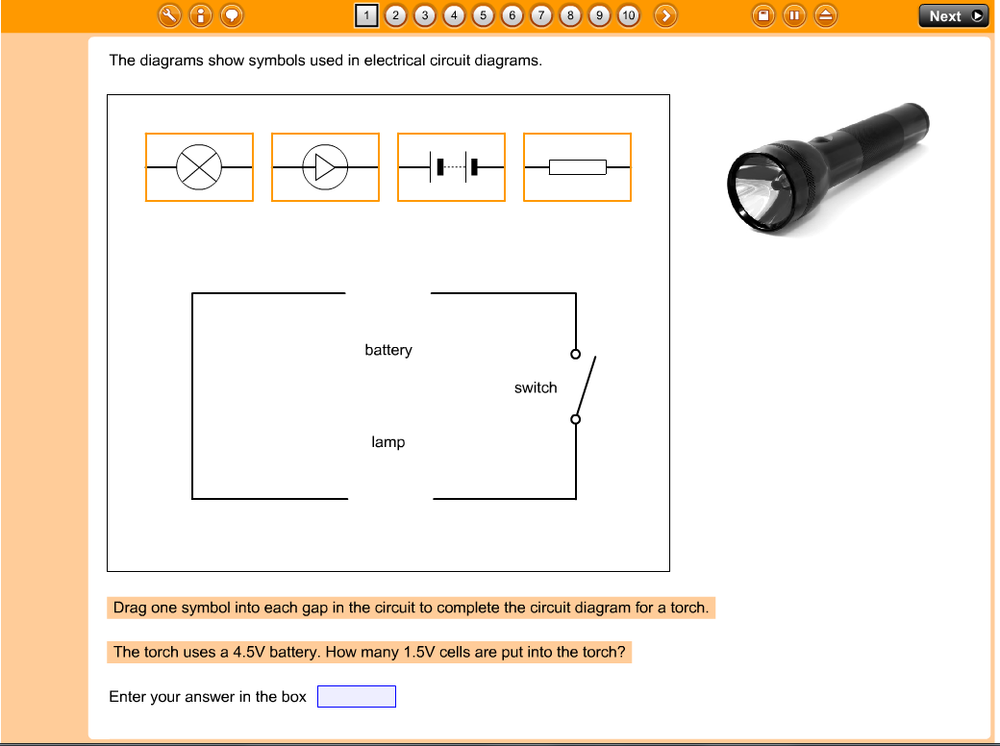 1 2 3 4 5 6 7 8 9 10 Next
The diagrams show symbols used in electrical circuit diagrams.
battery
switch
lamp
Drag one symbol into each gap in the circuit to complete the circuit diagram for a torch.
The torch uses a 4.5V battery. How many 1.5V cells are put into the torch?
Enter your answer in the box